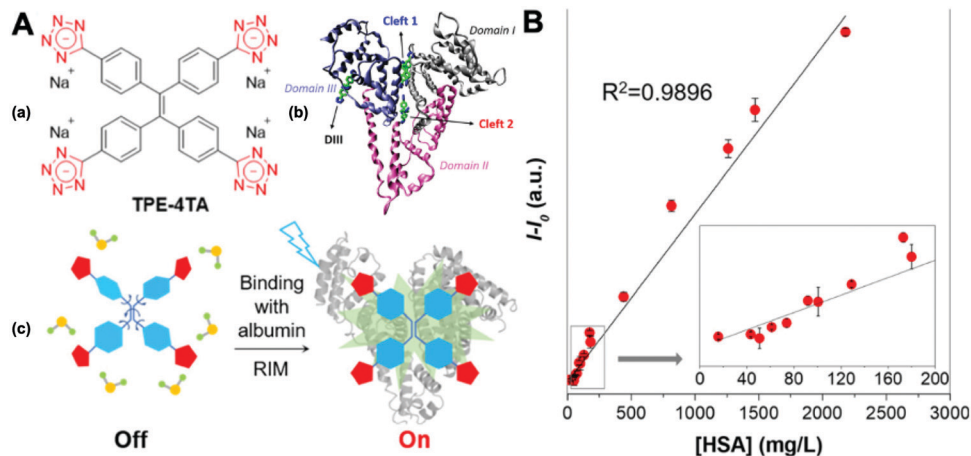 A
(a)
N N N N
N N N N
Na+
Na+
Na+
Na+
N N N N
N N N N
TPE-4TA
(b)
Cleft 1
Domain I
Domain III
DIII
Cleft 2
Domain II
(c)
Binding
with
albumin
RIM
Off
On
B
R²=0.9896
I-I₀ (a.u.)
0 40 80 120 160 200
0 500 1000 1500 2000 2500 3000
[HSA] (mg/L)